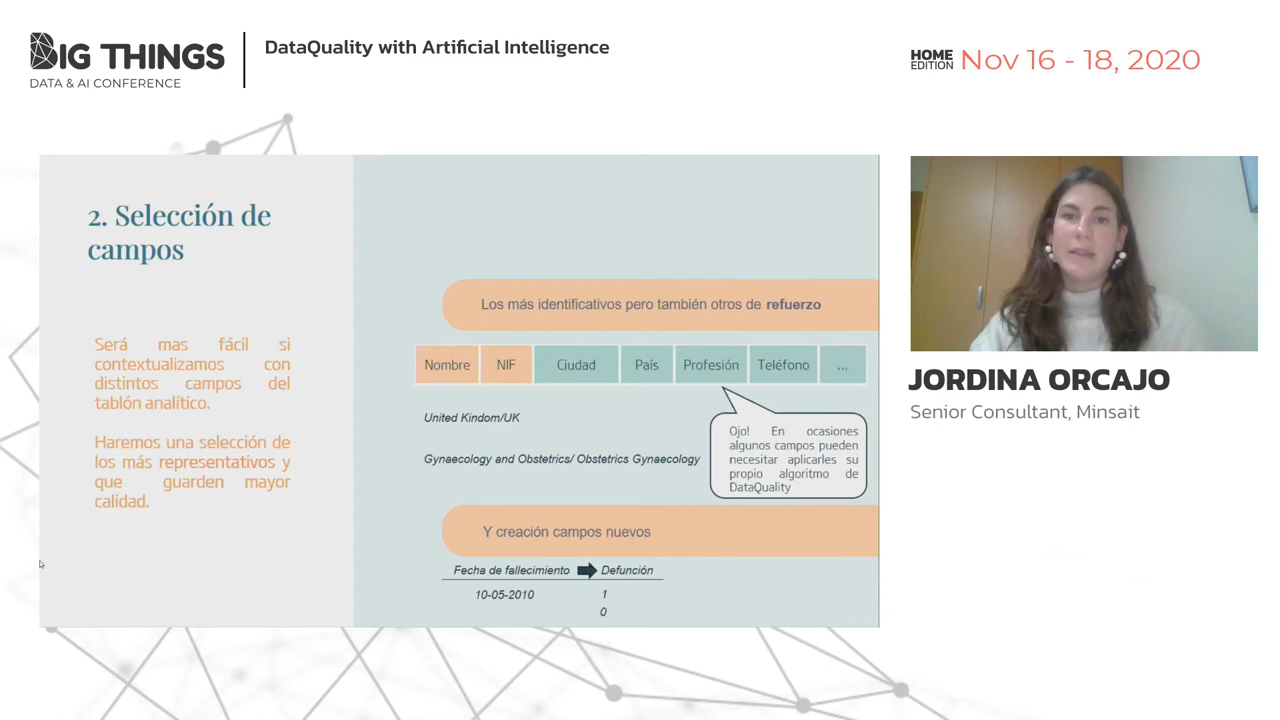 BIG THINGS
DATA & AI CONFERENCE
DataQuality with Artificial Intelligence
HOME
EDITION
Nov 16 - 18, 2020
2. Selección de
campos
Será mas fácil si
contextualizamos con
distintos campos del
tablón analítico.
Haremos una selección de
los más representativos y
que guarden mayor
calidad.
Los más identificativos pero también otros de refuerzo
Nombre NIF Ciudad País Profesión Teléfono ...
United Kindom/UK
Gynaecology and Obstetrics/ Obstetrics Gynaecology
Ojo! En ocasiones
algunos campos pueden
necesitar aplicarles su
propio algoritmo de
DataQuality
Y creación campos nuevos
Fecha de fallecimiento Defunción
10-05-2010 1
0
JORDINA ORCAJO
Senior Consultant, Minsait